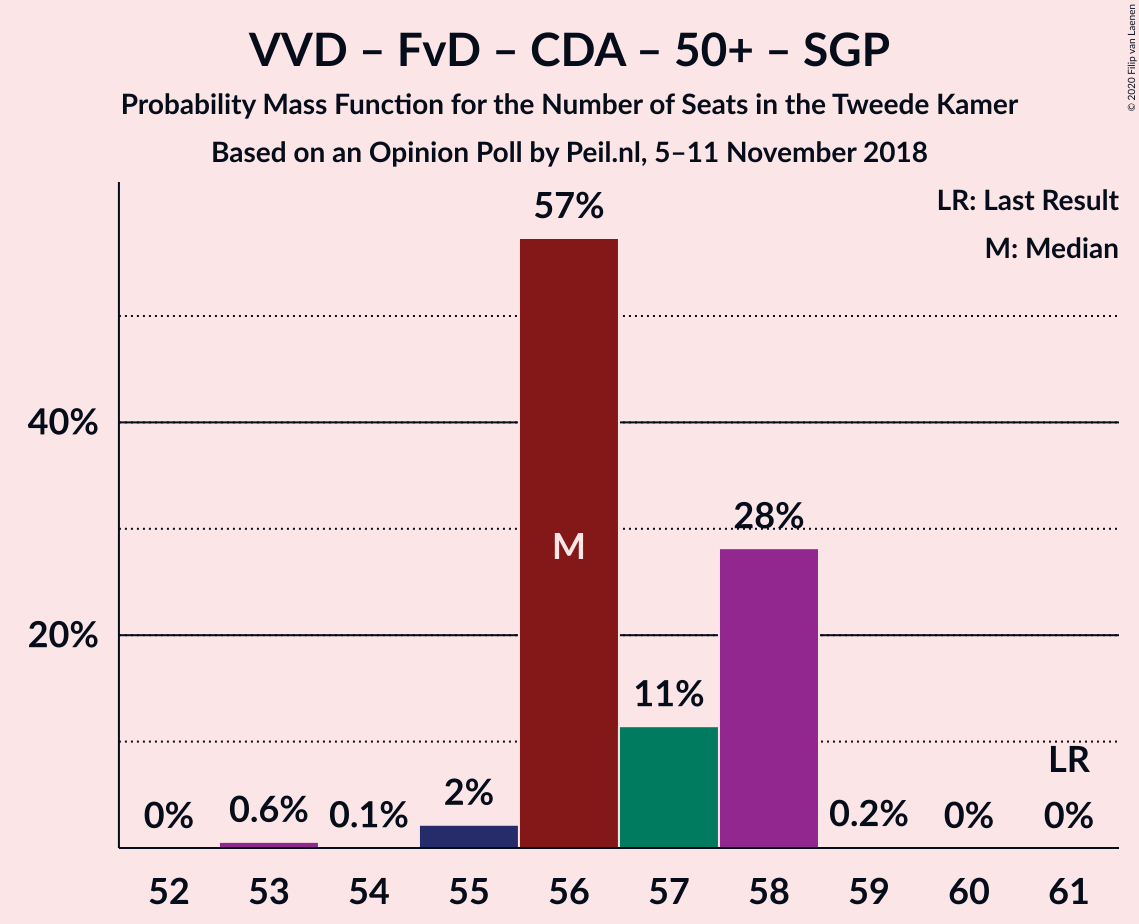 VVD – FvD – CDA – 50+ – SGP
Probability Mass Function for the Number of Seats in the Tweede Kamer
Based on an Opinion Poll by Peil.nl, 5–11 November 2018
© 2020 Filip van Laenen
LR: Last Result
M: Median
57%
40%
28%
M
20%
11%
LR
0% 0.6% 0.1% 2% 0.2% 0% 0%
52 53 54 55 56 57 58 59 60 61